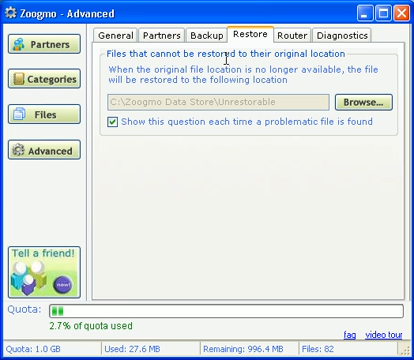 Zoogmo - Advanced
Partners
Categories
Files
Advanced
General Partners Backup Restore Router Diagnostics
Files that cannot be restored to their original location
When the original file location is no longer available, the file
will be restored to the following location
C:\Zoogmo Data Store\Unrestorable
Browse...
Show this question each time a problematic file is found
Tell a friend!
new!
Quota:
2.7% of quota used
faq video tour
Quota: 1.0 GB Used: 27.6 MB Remaining: 996.4 MB Files: 82